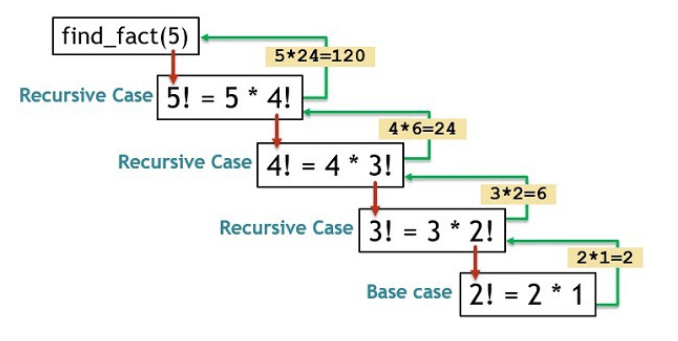 find_fact(5)
5*24=120
Recursive Case
5! = 5 * 4!
4*6=24
Recursive Case
4! = 4 * 3!
3*2=6
Recursive Case
3! = 3 * 2!
2*1=2
Base case
2! = 2 * 1